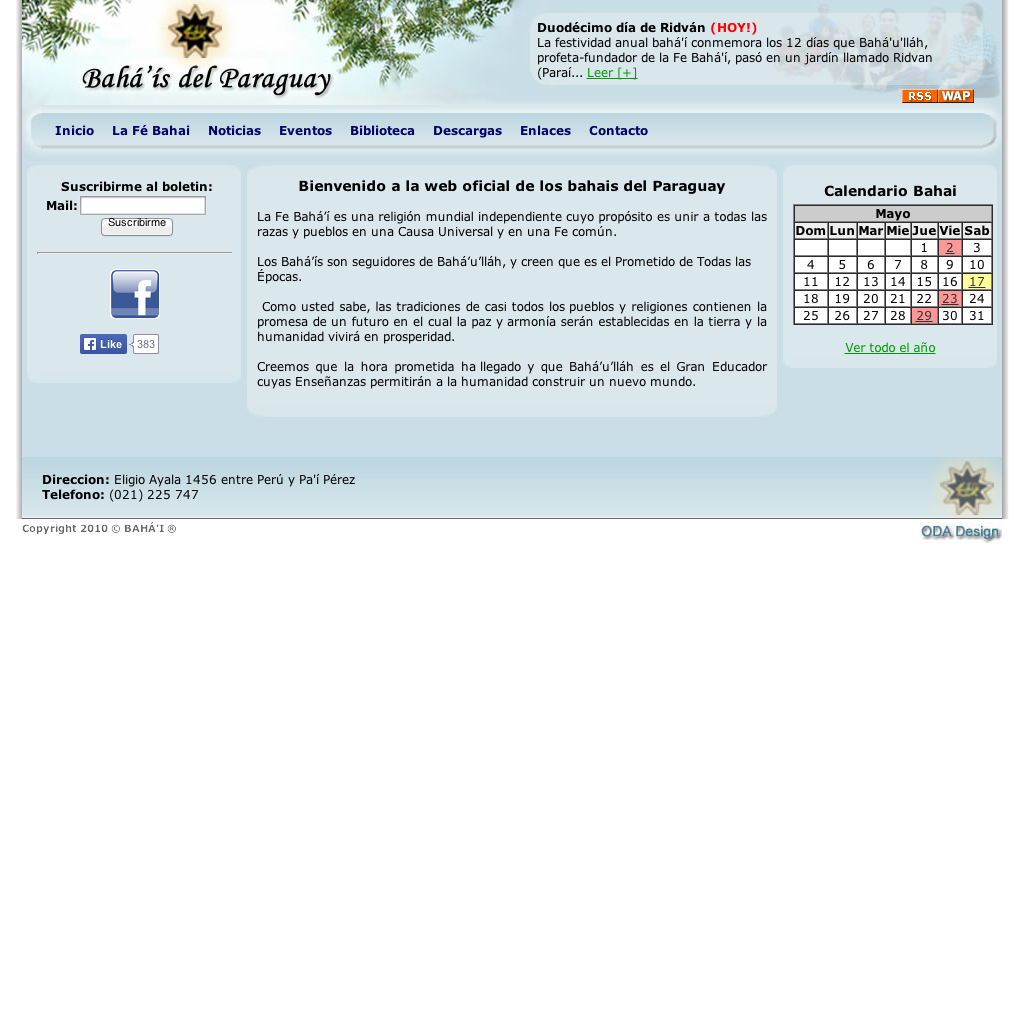 Bahá'ís del Paraguay
Duodécimo día de Ridván (HOY!)
La festividad anual bahá'í conmemora los 12 días que Bahá'u'lláh,
profeta-fundador de la Fe Bahá'í, pasó en un jardín llamado Ridvan
(Paraí... Leer [+]
RSS WAP
Inicio La Fé Bahai Noticias Eventos Biblioteca Descargas Enlaces Contacto
Suscribirme al boletin:
Mail:
Suscribirme
f
Like 383
Bienvenido a la web oficial de los bahais del Paraguay
La Fe Bahá’í es una religión mundial independiente cuyo propósito es unir a todas las
razas y pueblos en una Causa Universal y en una Fe común.
Los Bahá’ís son seguidores de Bahá’u’lláh, y creen que es el Prometido de Todas las
Épocas.
Como usted sabe, las tradiciones de casi todos los pueblos y religiones contienen la
promesa de un futuro en el cual la paz y armonía serán establecidas en la tierra y la
humanidad vivirá en prosperidad.
Creemos que la hora prometida ha llegado y que Bahá’u’lláh es el Gran Educador
cuyas Enseñanzas permitirán a la humanidad construir un nuevo mundo.
Calendario Bahai
Mayo
Dom Lun Mar Mie Jue Vie Sab
1 2 3
4 5 6 7 8 9 10
11 12 13 14 15 16 17
18 19 20 21 22 23 24
25 26 27 28 29 30 31
Ver todo el año
Direccion: Eligio Ayala 1456 entre Perú y Pa'í Pérez
Telefono: (021) 225 747
Copyright 2010 © BAHÁ'I ®
ODA Design